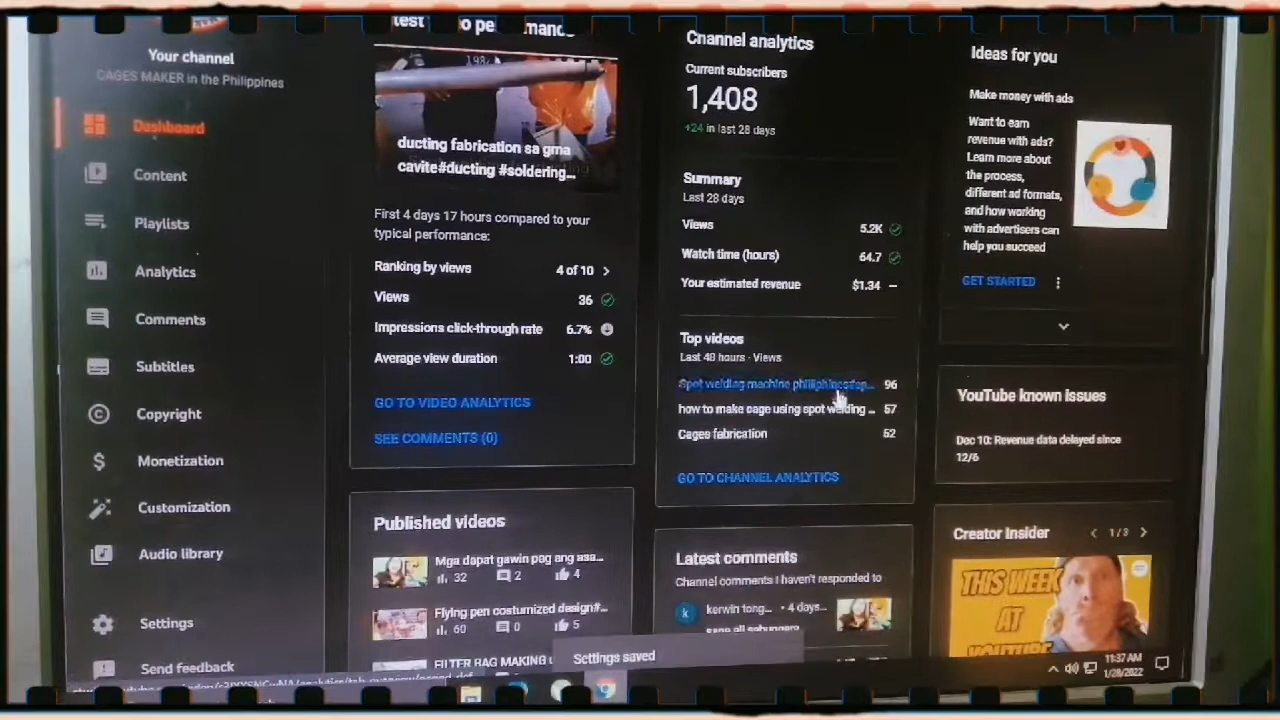 Your channel
CAGES MAKER in the Philippines
Dashboard
Content
Playlists
Analytics
Comments
Subtitles
Copyright
Monetization
Customization
Audio library
Settings
Send feedback
198
ducting fabrication sa gma
cavite#ducting #soldering...
First 4 days 17 hours compared to your
typical performance:
Ranking by views 4 of 10
Views 36
Impressions click-through rate 6.7%
Average view duration 1:00
GO TO VIDEO ANALYTICS
SEE COMMENTS (0)
Published videos
Mga dapat gawin pag ang asa...
32 2 4
Flying pen costumized design#...
60 0 5
FILTER BAG MAKING
Channel analytics
Current subscribers
1,408
+24 in last 28 days
Summary
Last 28 days
Views 5.2K
Watch time (hours) 64.7
Your estimated revenue $1.34
Top videos
Last 48 hours · Views
Spot welding machine philiphines#sp... 96
how to make cage using spot welding ... 57
Cages fabrication 52
GO TO CHANNEL ANALYTICS
Latest comments
Channel comments I haven't responded to
k
kerwin tong... • 4 days...
Settings saved
Ideas for you
Make money with ads
Want to earn
revenue with ads?
Learn more about
the process,
different ad formats,
and how working
with advertisers can
help you succeed
GET STARTED
YouTube known issues
Dec 10: Revenue data delayed since
12/6
Creator Insider 1/3
THIS WEEK
AT
YOUTUBE
11:37 AM
1/28/2022